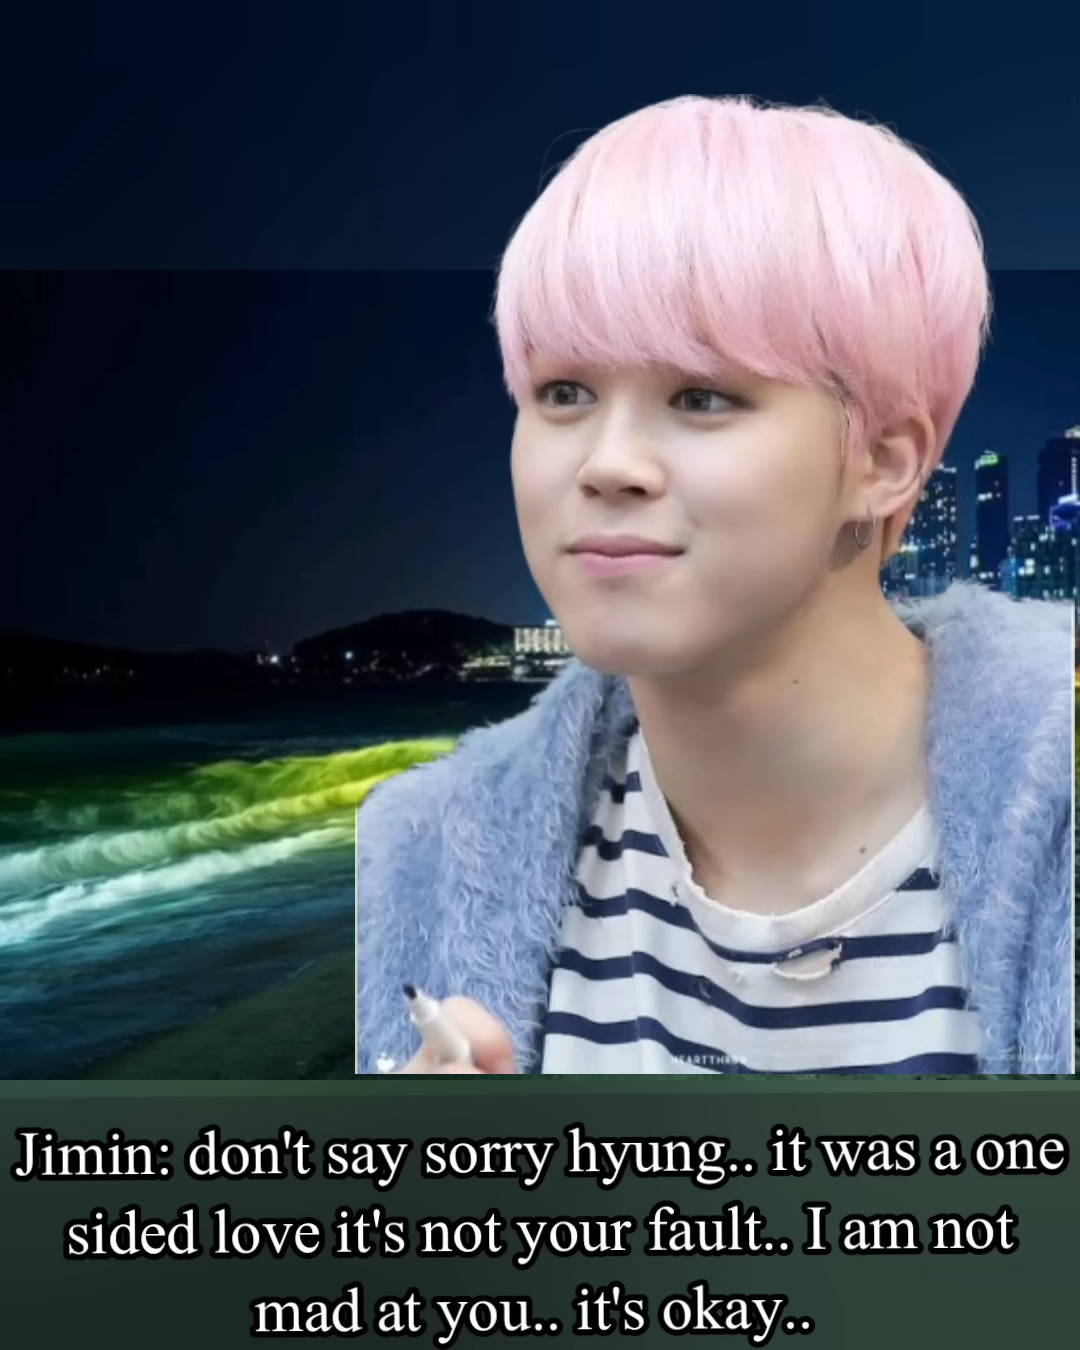 HEARTTHROB
Jimin: don't say sorry hyung.. it was a one
sided love it's not your fault.. I am not
mad at you.. it's okay..